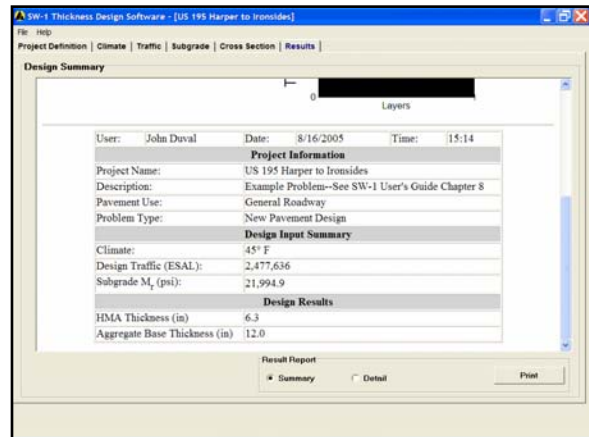 SW-1 Thickness Design Software - [US 195 Harper to Ironsides]
File Help
Project Definition | Climate | Traffic | Subgrade | Cross Section | Results |
Design Summary
0
Layers
User: John Duval Date: 8/16/2005 Time: 15:14
Project Information
Project Name: US 195 Harper to Ironsides
Description: Example Problem--See SW-1 User's Guide Chapter 8
Pavement Use: General Roadway
Problem Type: New Pavement Design
Design Input Summary
Climate: 45° F
Design Traffic (ESAL): 2,477,636
Subgrade Mr (psi): 21,994.9
Design Results
HMA Thickness (in) 6.3
Aggregate Base Thickness (in) 12.0
Result Report
Summary Detail Print